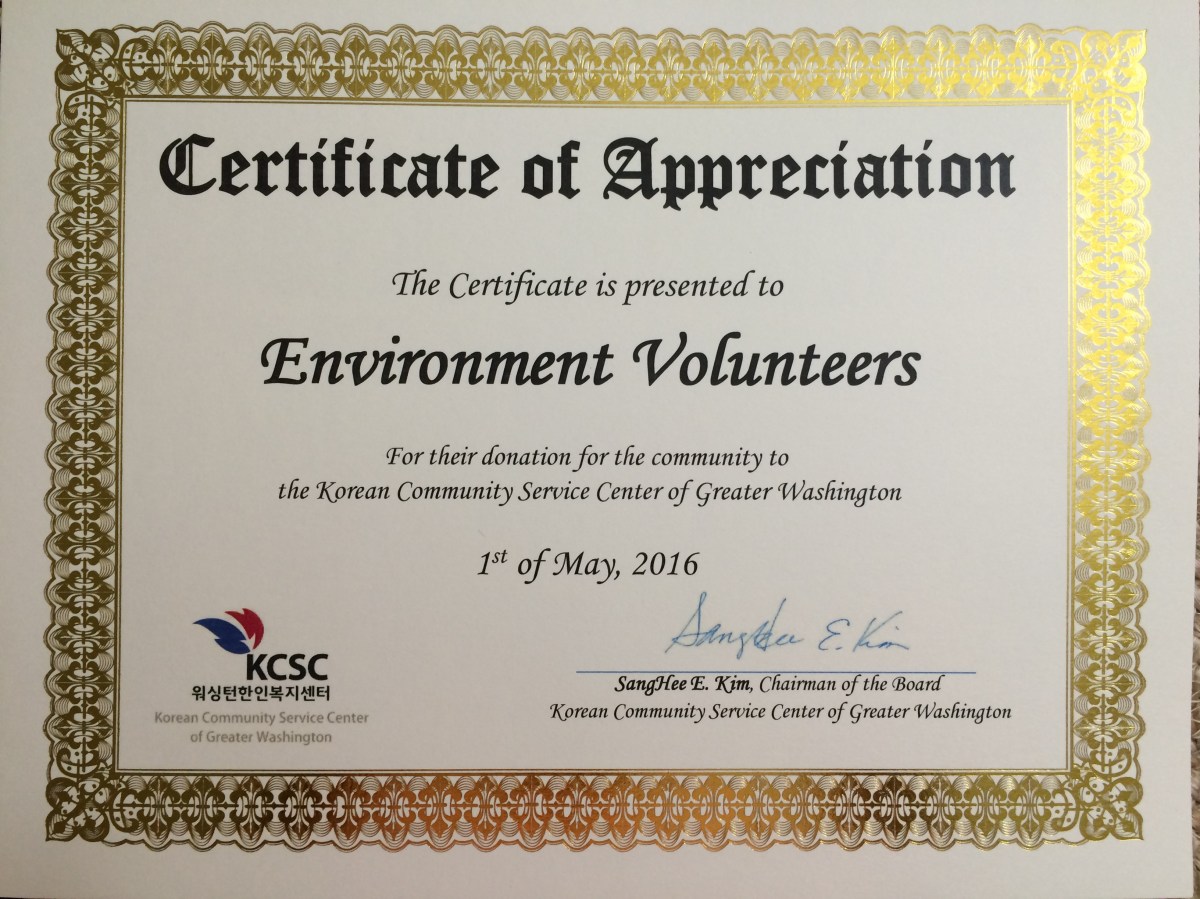 Certificate of Appreciation
The Certificate is presented to
Environment Volunteers
For their donation for the community to
the Korean Community Service Center of Greater Washington
1st of May, 2016
SangHee E. Kim
SangHee E. Kim, Chairman of the Board
Korean Community Service Center of Greater Washington
KCSC
워싱턴한인복지센터
Korean Community Service Center
of Greater Washington